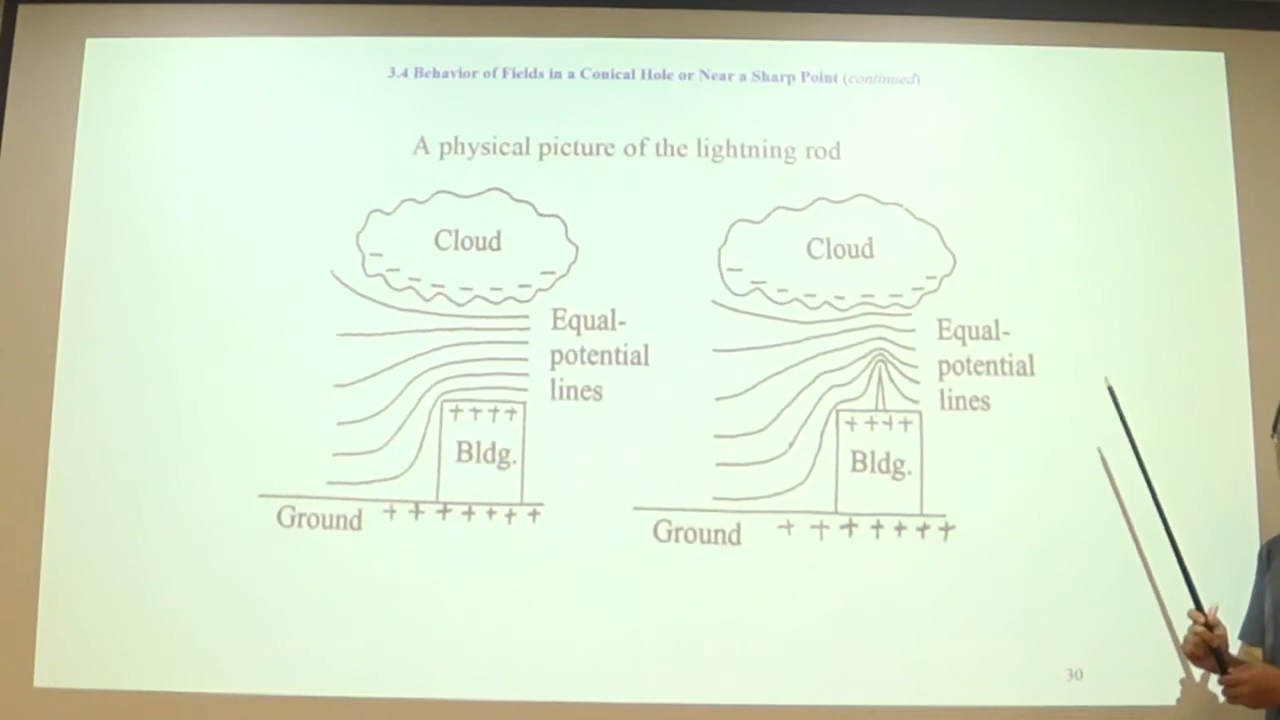 3.4 Behavior of Fields in a Conical Hole or Near a Sharp Point (continued)
A physical picture of the lightning rod
Cloud
Equal-
potential
lines
++++
Bldg.
Ground + + + + + + +
Cloud
Equal-
potential
lines
++++
Bldg.
Ground + + + + + + +
30